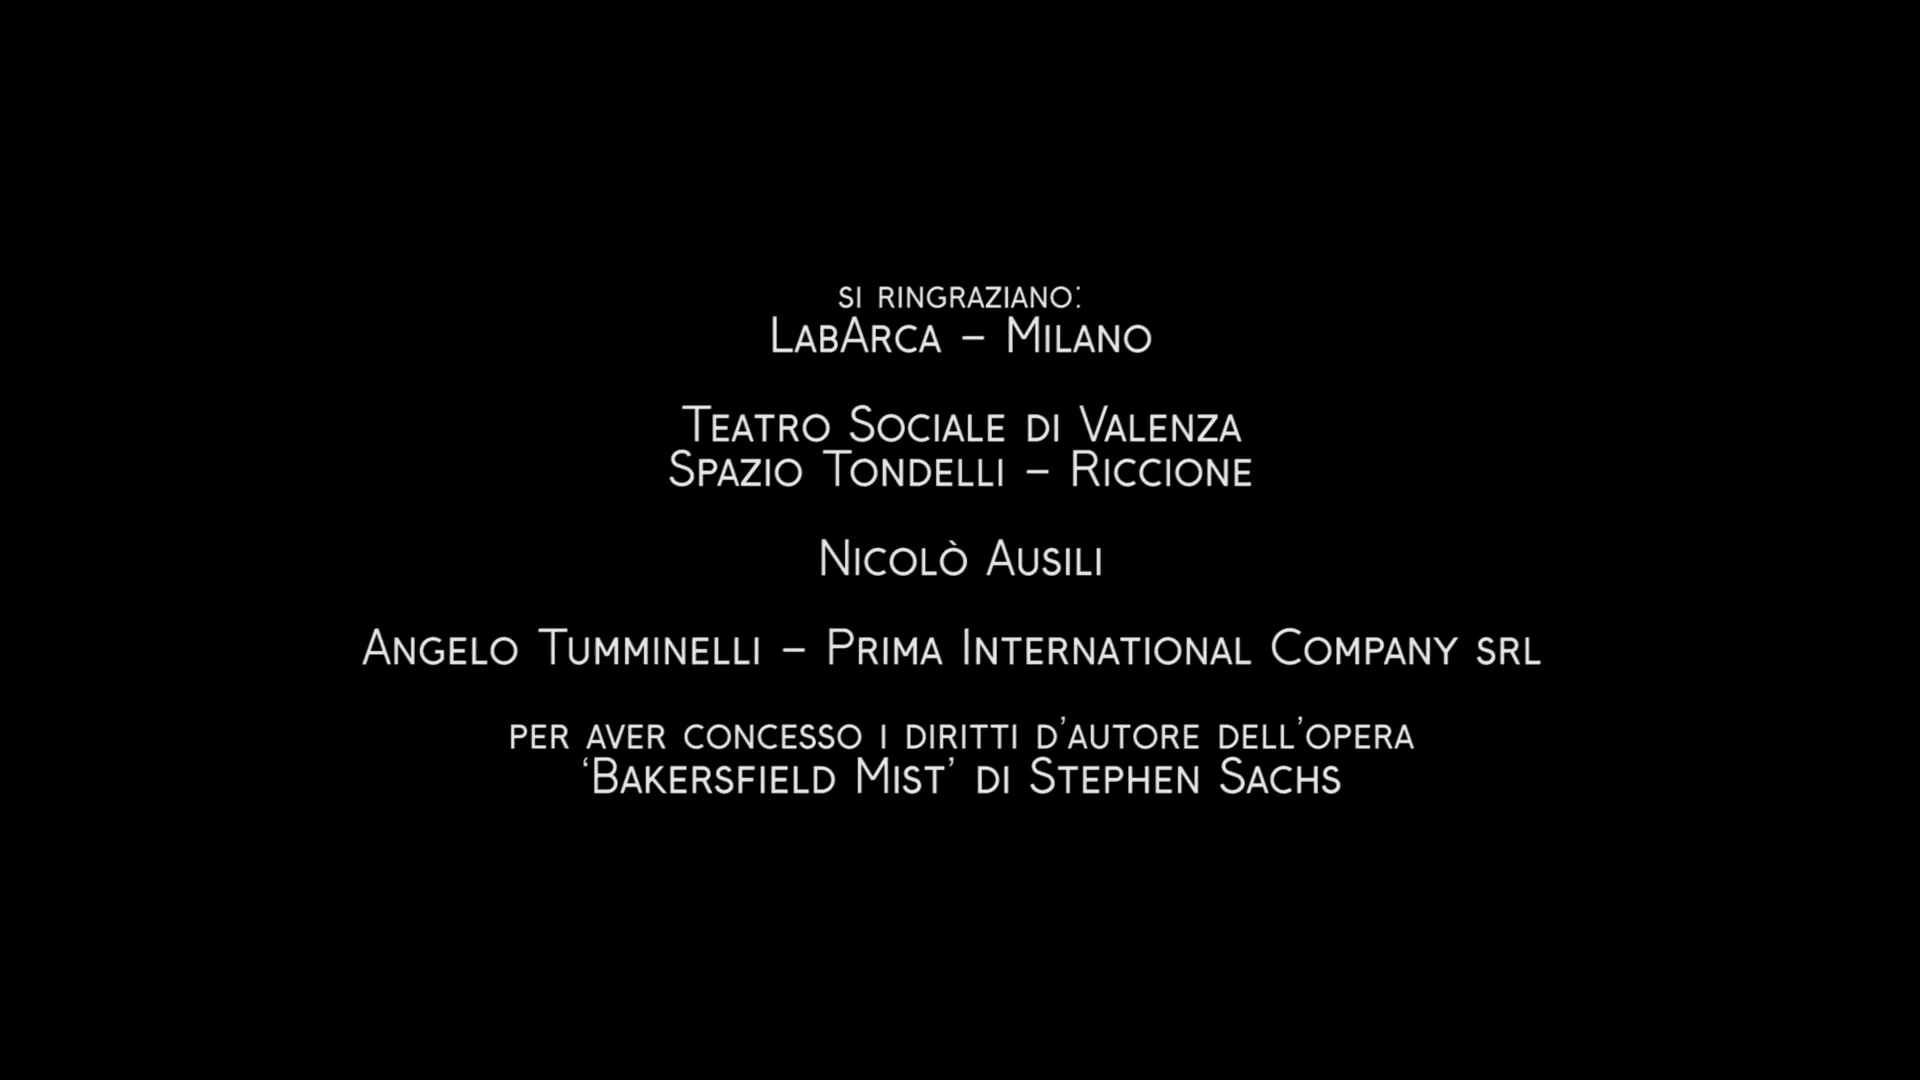 si ringraziano:
LabArca – Milano
Teatro Sociale di Valenza
Spazio Tondelli – Riccione
Nicolò Ausili
Angelo Tumminelli – Prima International Company srl
per aver concesso i diritti d’autore dell’opera
‘Bakersfield Mist’ di Stephen Sachs